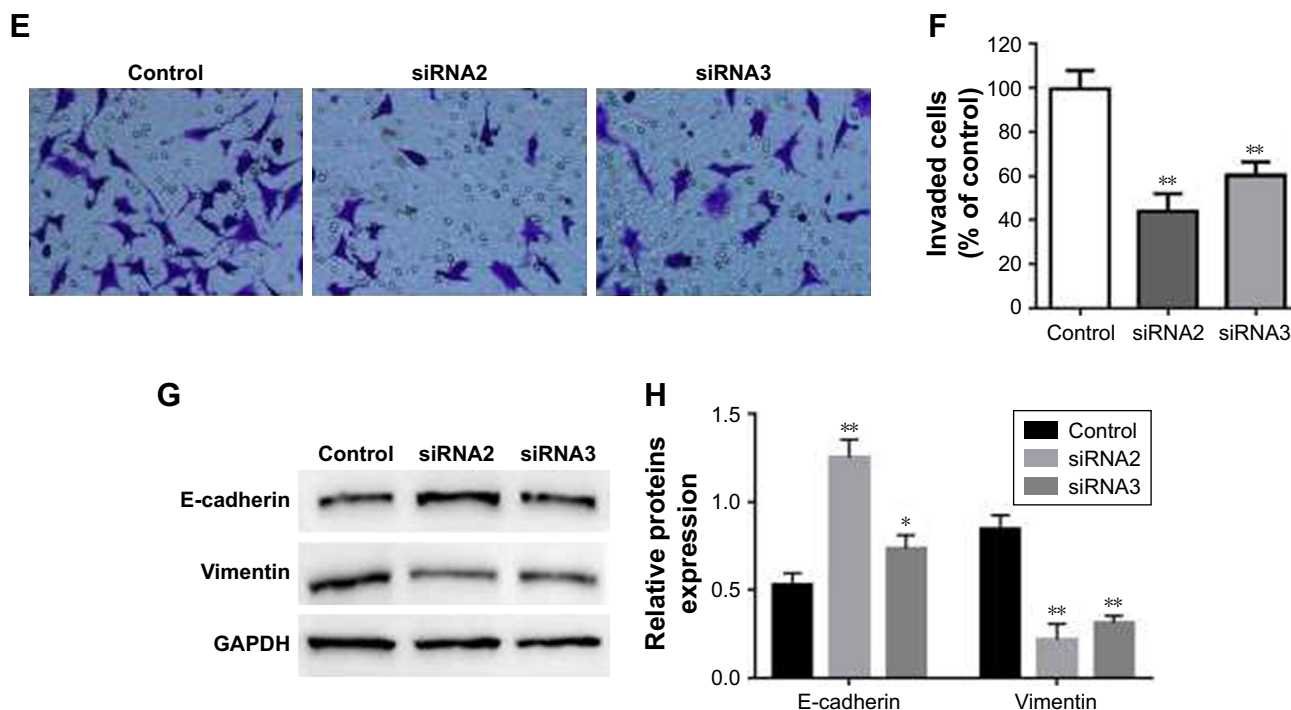 E
Control siRNA2 siRNA3
F
Invaded cells
(% of control)
120
100
80
60
40
20
0
**
**
Control siRNA2 siRNA3
G
Control siRNA2 siRNA3
E-cadherin
Vimentin
GAPDH
H
Relative proteins
expression
1.5
1.0
0.5
0.0
**
*
**
**
Control
siRNA2
siRNA3
E-cadherin Vimentin